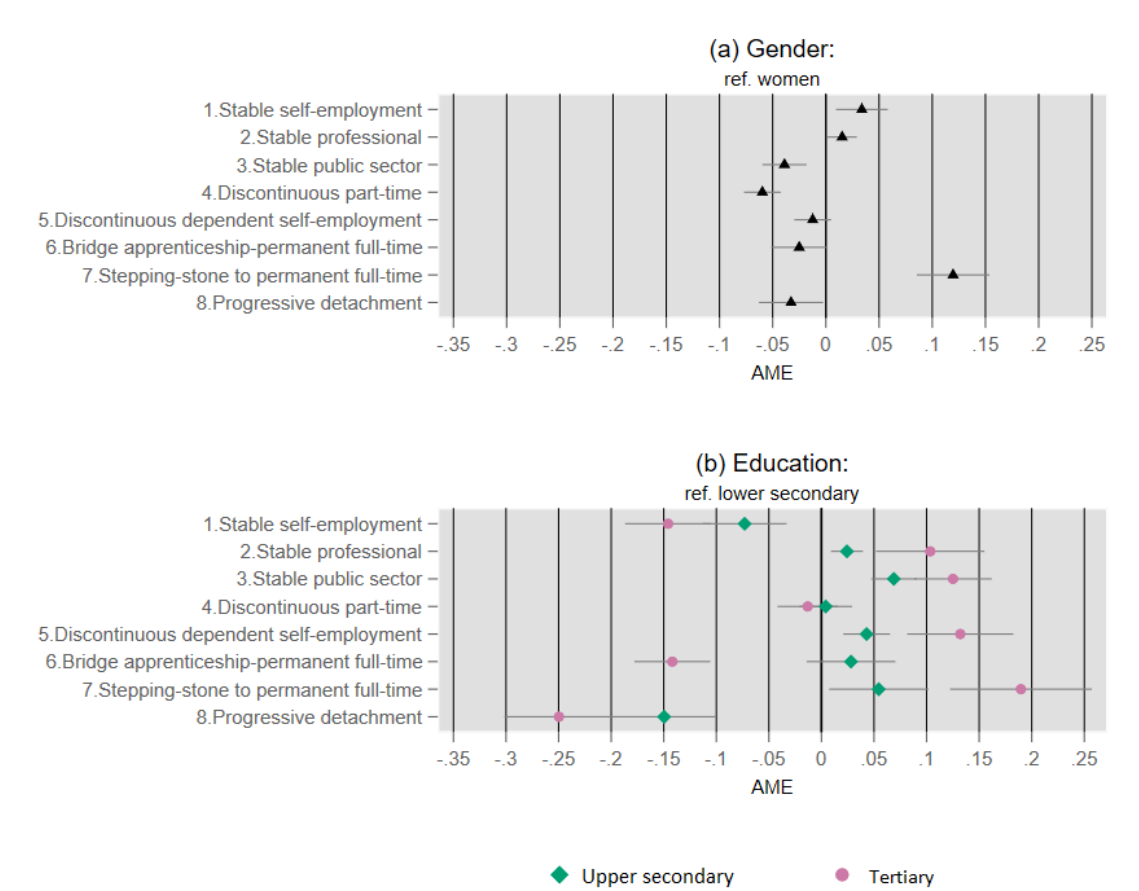 (a) Gender:
ref. women
1.Stable self-employment
2.Stable professional
3.Stable public sector
4.Discontinuous part-time
5.Discontinuous dependent self-employment
6.Bridge apprenticeship-permanent full-time
7.Stepping-stone to permanent full-time
8.Progressive detachment
-.35 -.3 -.25 -.2 -.15 -.1 -.05 0 .05 .1 .15 .2 .25
AME
(b) Education:
ref. lower secondary
1.Stable self-employment
2.Stable professional
3.Stable public sector
4.Discontinuous part-time
5.Discontinuous dependent self-employment
6.Bridge apprenticeship-permanent full-time
7.Stepping-stone to permanent full-time
8.Progressive detachment
-.35 -.3 -.25 -.2 -.15 -.1 -.05 0 .05 .1 .15 .2 .25
AME
Upper secondary Tertiary